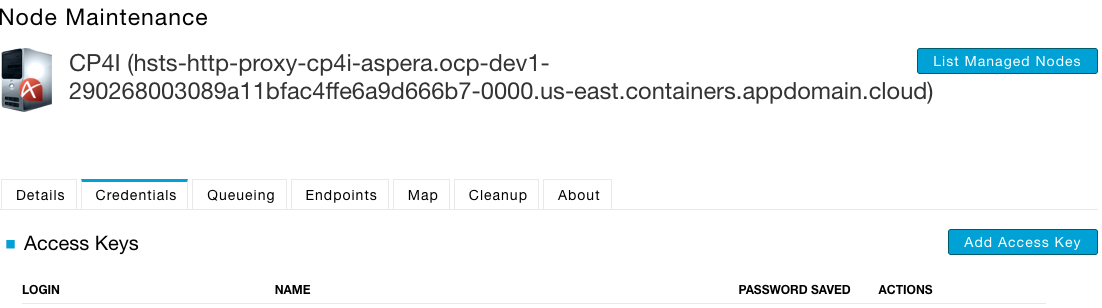 Node Maintenance
CP4I (hsts-http-proxy-cp4i-aspera.ocp-dev1-
290268003089a11bfac4ffe6a9d666b7-0000.us-east.containers.appdomain.cloud)
List Managed Nodes
Details Credentials Queueing Endpoints Map Cleanup About
Access Keys
Add Access Key
LOGIN NAME PASSWORD SAVED ACTIONS